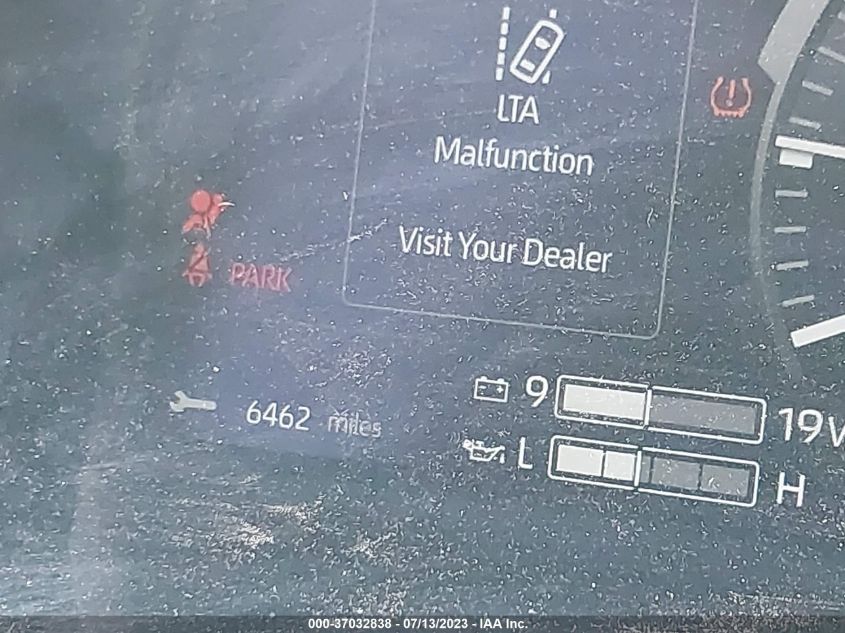 LTA
Malfunction
Visit Your Dealer
PARK
6462 miles
9 19V
L H
000-37032838 - 07/13/2023 - IAA Inc.